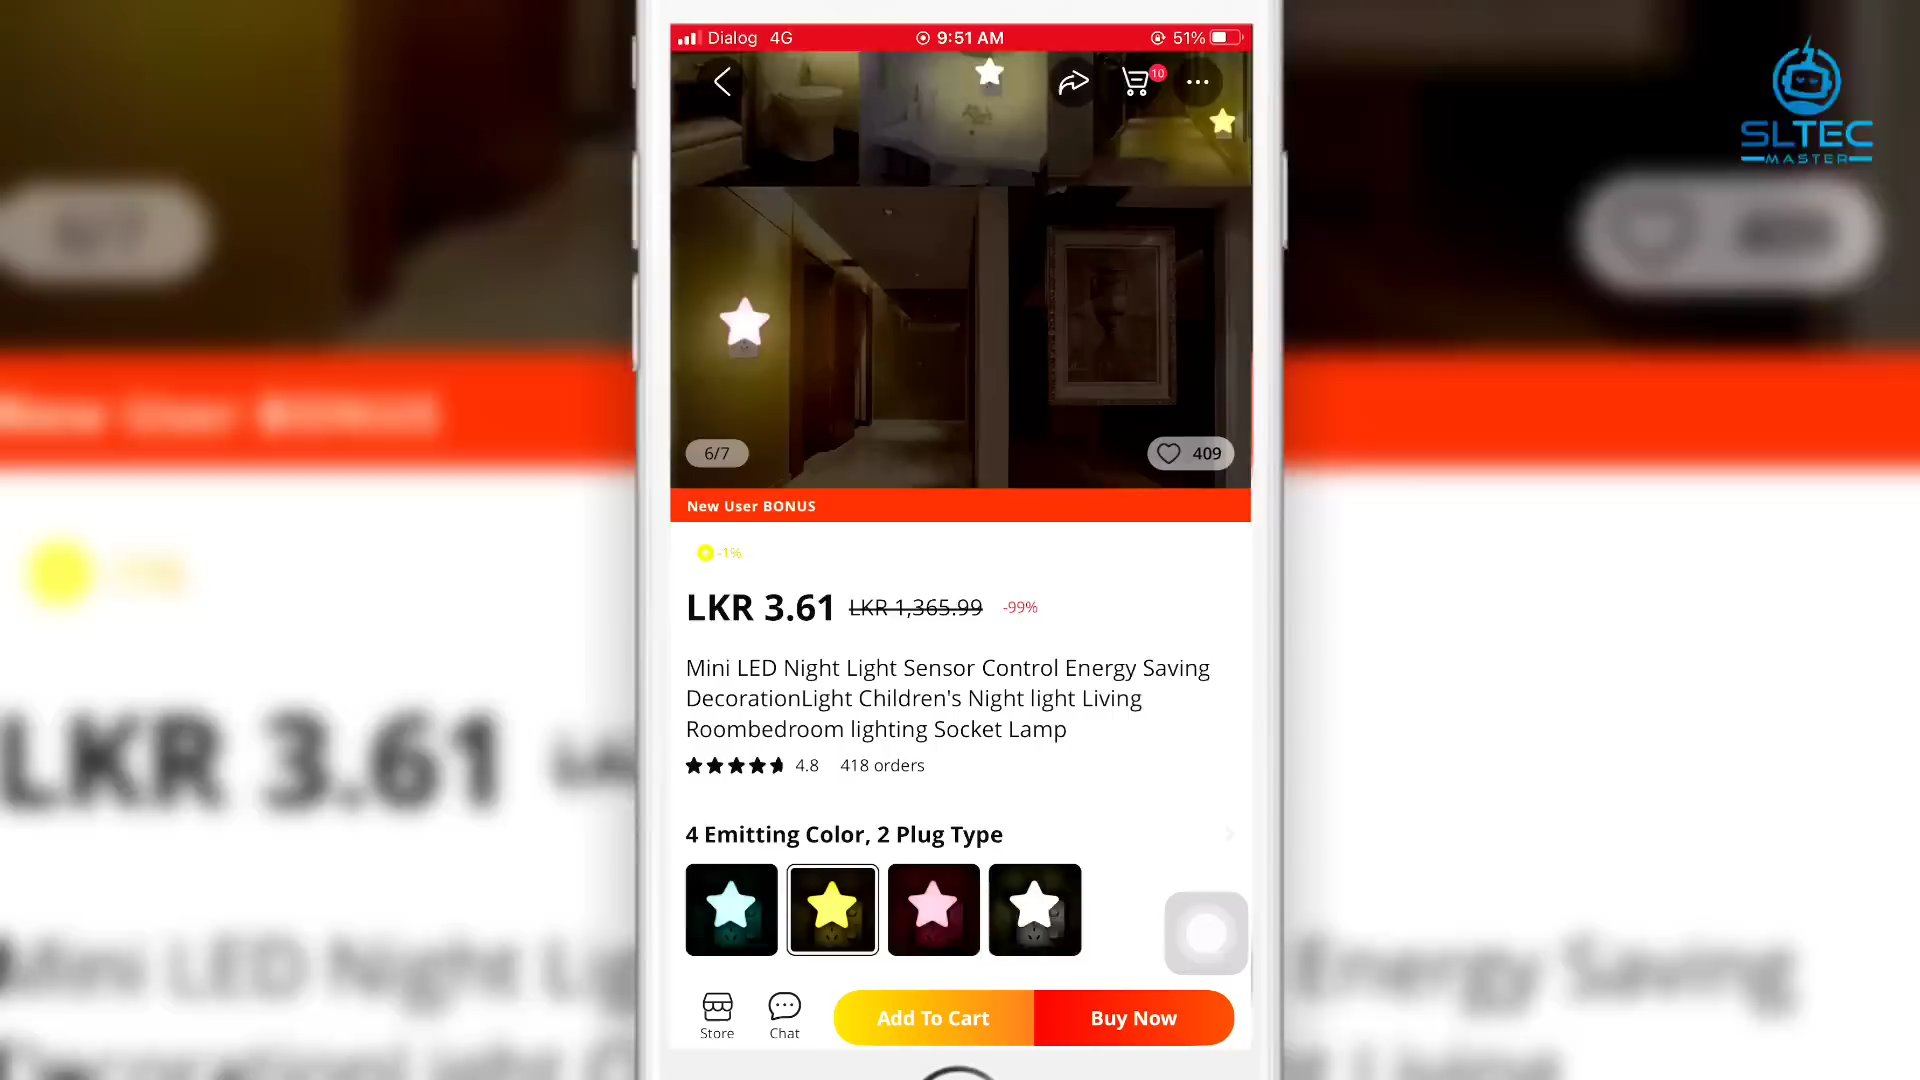 Dialog 4G 9:51 AM 51%
10
SLTEC
MASTER
6/7 409
New User BONUS
-1%
LKR 3.61 LKR 1,365.99 -99%
Mini LED Night Light Sensor Control Energy Saving
DecorationLight Children's Night light Living
Roombedroom lighting Socket Lamp
4.8 418 orders
4 Emitting Color, 2 Plug Type
Store Chat Add To Cart Buy Now